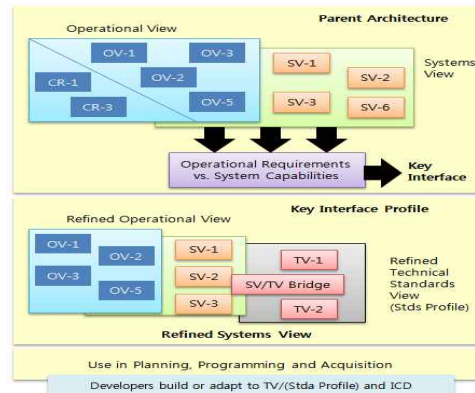 Parent Architecture
Operational View
OV-1
OV-3
OV-2
CR-1
CR-3
OV-5
SV-1
SV-2
SV-3
SV-6
Systems
View
Operational Requirements
vs. System Capabilities
Key
Interface
Key Interface Profile
Refined Operational View
OV-1
OV-2
OV-3
OV-5
SV-1
SV-2
SV-3
TV-1
SV/TV Bridge
TV-2
Refined
Technical
Standards
View
(Stds Profile)
Refined Systems View
Use in Planning, Programming and Acquisition
Developers build or adapt to TV/(Stda Profile) and ICD